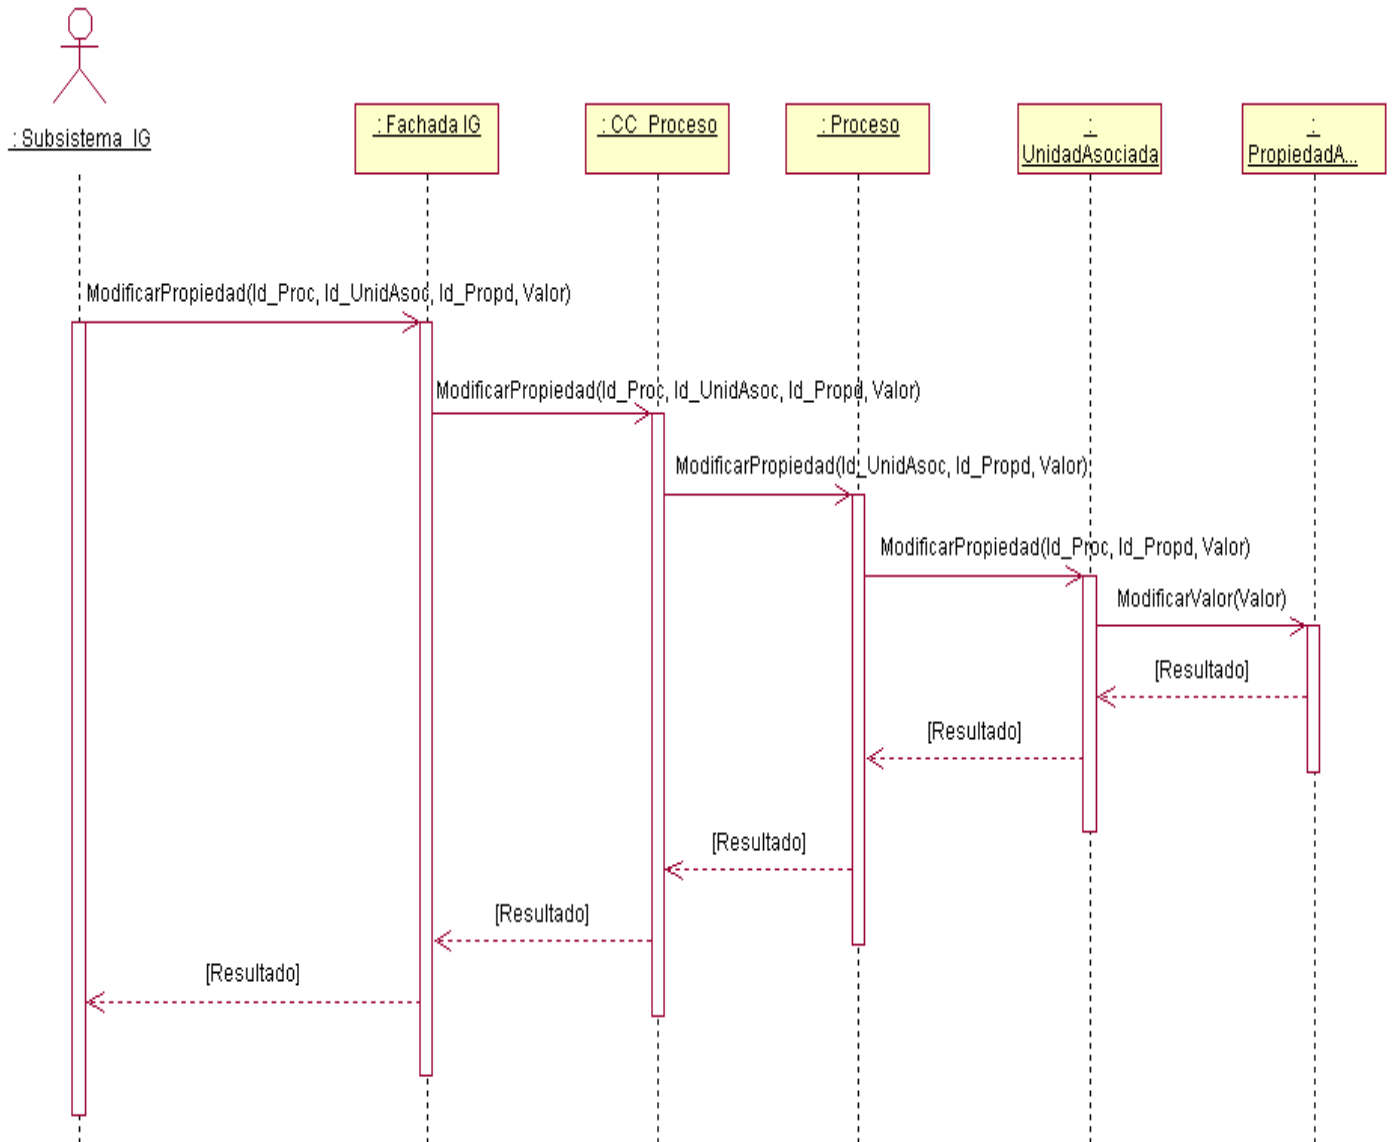 : Subsistema_IG
: Fachada IG
: CC_Proceso
: Proceso
:
UnidadAsociada
:
PropiedadA...
ModificarPropiedad(Id_Proc, Id_UnidAsoc, Id_Propd, Valor)
ModificarPropiedad(Id_Proc, Id_UnidAsoc, Id_Propd, Valor)
ModificarPropiedad(Id_UnidAsoc, Id_Propd, Valor)
ModificarPropiedad(Id_Proc, Id_Propd, Valor)
ModificarValor(Valor)
[Resultado]
[Resultado]
[Resultado]
[Resultado]
[Resultado]